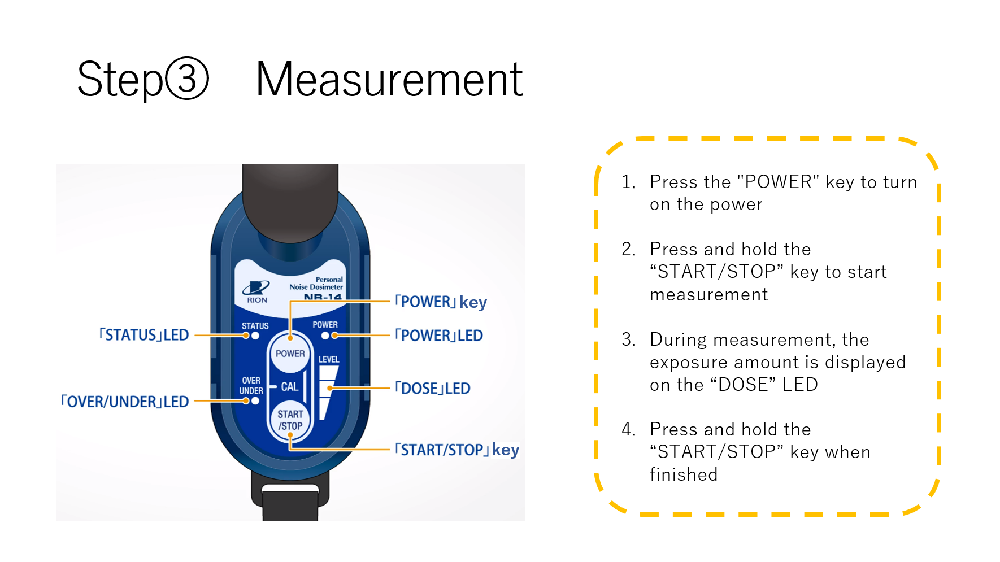 Step③ Measurement
Personal
Noise Dosimeter
NB-14
RION
「POWER」key
STATUS
POWER
「STATUS」LED
「POWER」LED
POWER
LEVEL
OVER
UNDER
CAL
「DOSE」LED
「OVER/UNDER」LED
START
/STOP
「START/STOP」key
1. Press the "POWER" key to turn
on the power
2. Press and hold the
“START/STOP” key to start
measurement
3. During measurement, the
exposure amount is displayed
on the “DOSE” LED
4. Press and hold the
“START/STOP” key when
finished